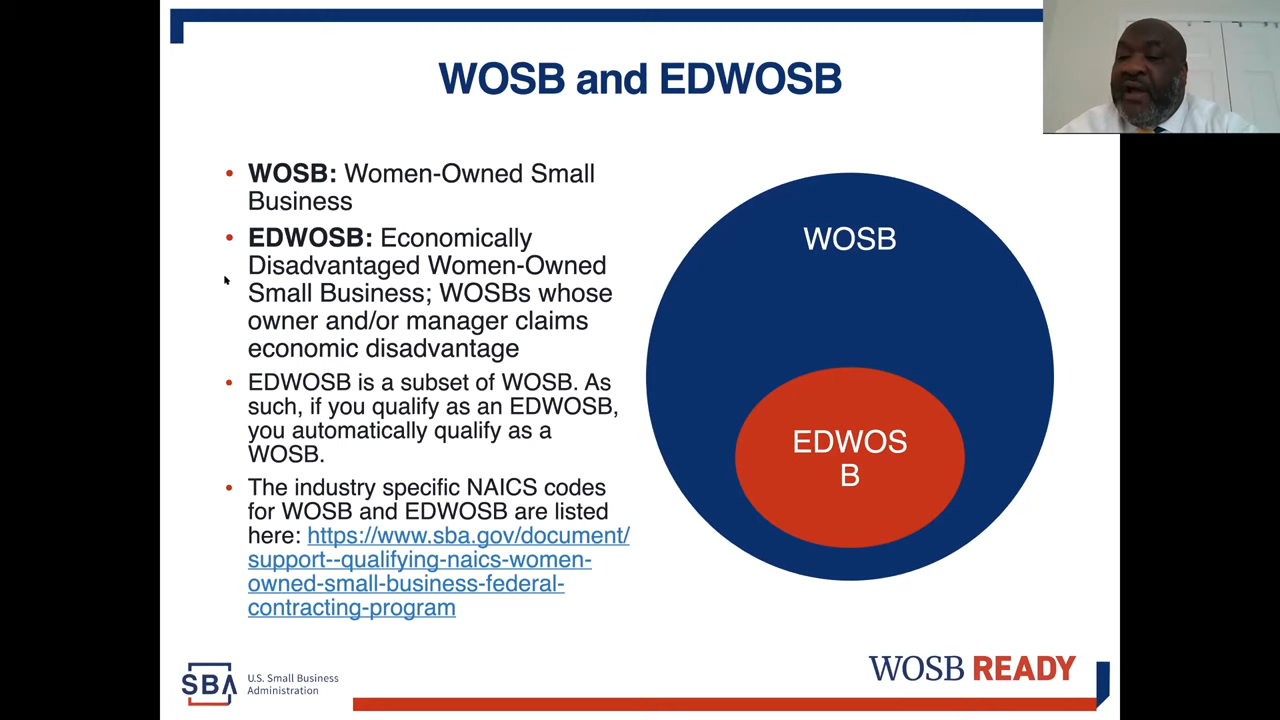 WOSB and EDWOSB
• WOSB: Women-Owned Small
Business
• EDWOSB: Economically
Disadvantaged Women-Owned
Small Business; WOSBs whose
owner and/or manager claims
economic disadvantage
• EDWOSB is a subset of WOSB. As
such, if you qualify as an EDWOSB,
you automatically qualify as a
WOSB.
• The industry specific NAICS codes
for WOSB and EDWOSB are listed
here: https://www.sba.gov/document/
support--qualifying-naics-women-
owned-small-business-federal-
contracting-program
WOSB
EDWOS
B
SBA
U.S. Small Business
Administration
WOSB READY